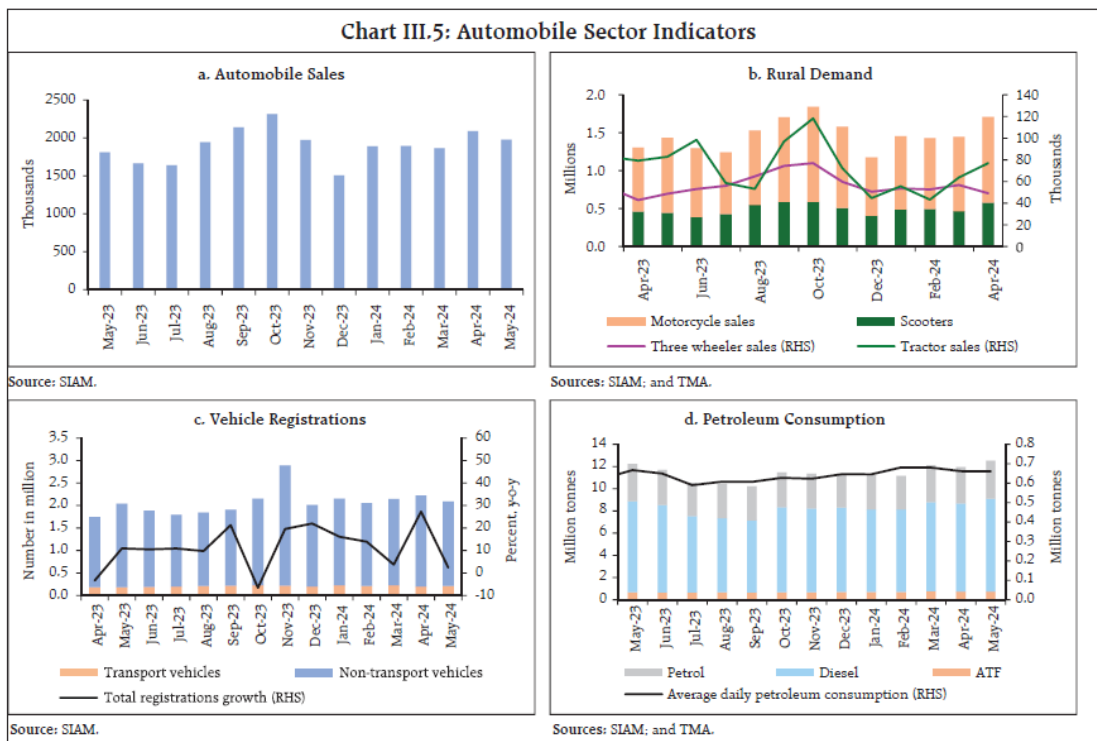 Chart III.5: Automobile Sector Indicators
a. Automobile Sales
Thousands
2500
2000
1500
1000
500
0
May-23
Jun-23
Jul-23
Aug-23
Sep-23
Oct-23
Nov-23
Dec-23
Jan-24
Feb-24
Mar-24
Apr-24
May-24
Source: SIAM.
b. Rural Demand
Millions
2.0
1.5
1.0
0.5
0.0
140
120
100
80
60
40
20
0
Thousands
Apr-23
Jun-23
Aug-23
Oct-23
Dec-23
Feb-24
Apr-24
Motorcycle sales
Scooters
Three wheeler sales (RHS)
Tractor sales (RHS)
Sources: SIAM; and TMA.
c. Vehicle Registrations
Number in million
3.5
3.0
2.5
2.0
1.5
1.0
0.5
0.0
60
50
40
30
20
10
0
-10
Percent, y-o-y
Apr-23
May-23
Jun-23
Jul-23
Aug-23
Sep-23
Oct-23
Nov-23
Dec-23
Jan-24
Feb-24
Mar-24
Apr-24
May-24
Transport vehicles
Non-transport vehicles
Total registrations growth (RHS)
Source: SIAM.
d. Petroleum Consumption
Million tonnes
14
12
10
8
6
4
2
0
0.8
0.7
0.6
0.5
0.4
0.3
0.2
0.1
0.0
Million tonnes
May-23
Jun-23
Jul-23
Aug-23
Sep-23
Oct-23
Nov-23
Dec-23
Jan-24
Feb-24
Mar-24
Apr-24
May-24
Petrol
Diesel
ATF
Average daily petroleum consumption (RHS)
Sources: SIAM; and TMA.